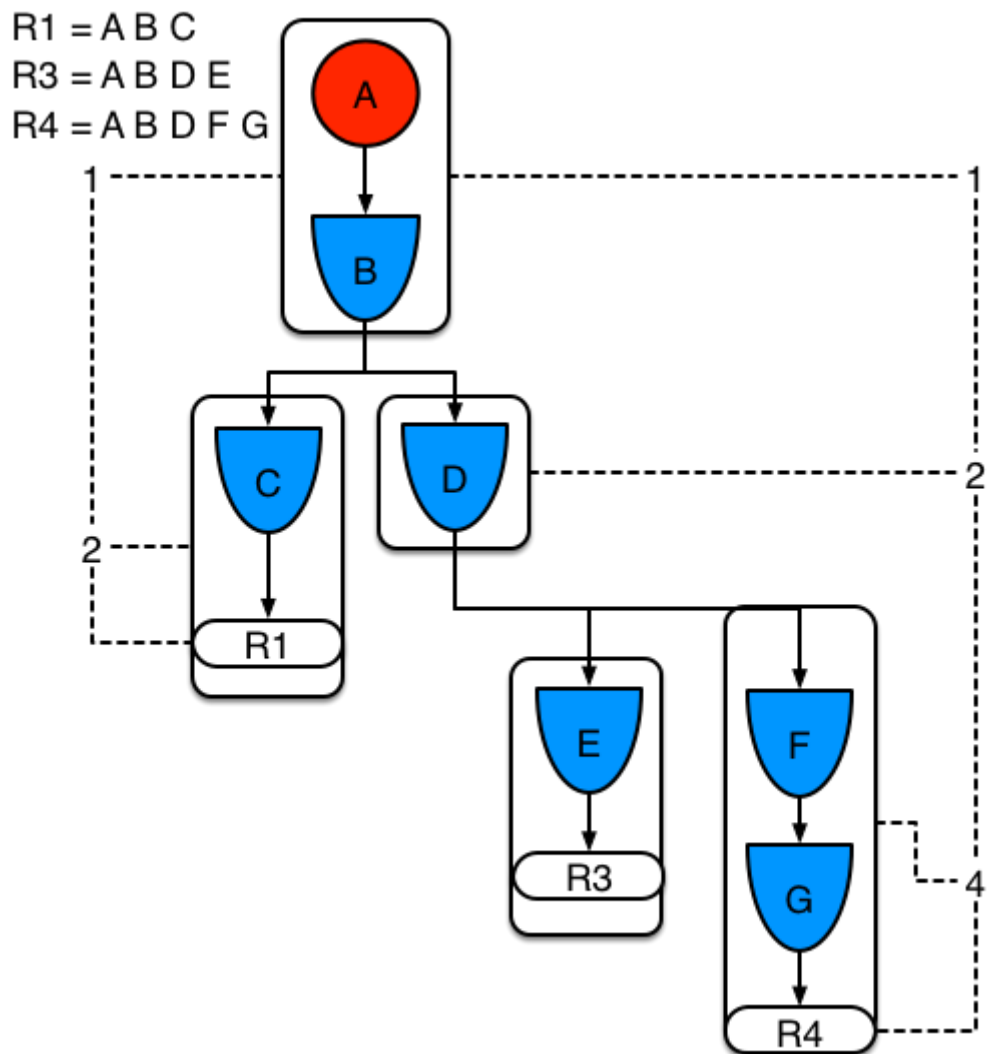 R1 = A B C
R3 = A B D E
R4 = A B D F G
A
1
1
B
C
D
2
2
R1
E
F
R3
4
G
R4